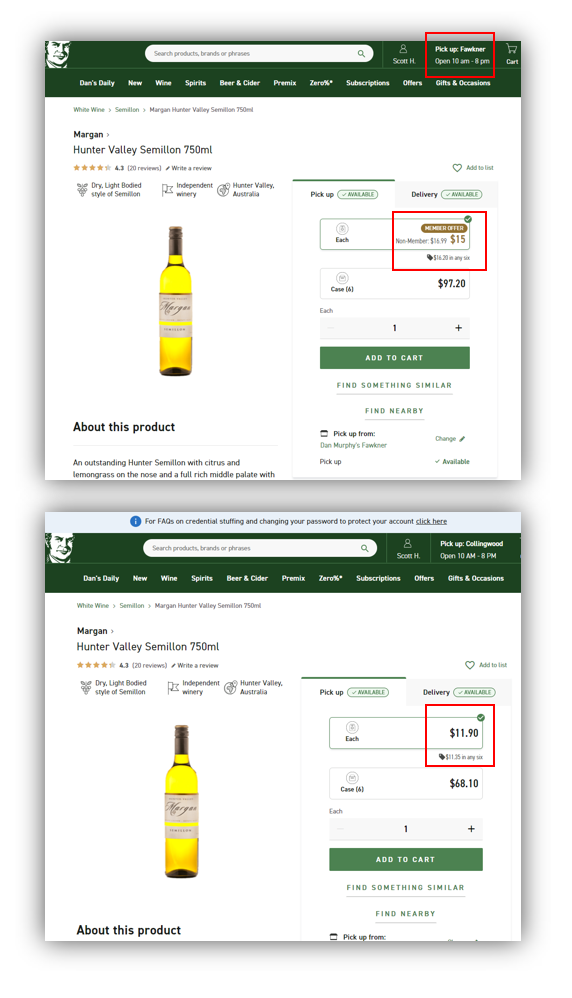 Search products, brands or phrases
Scott H.
Pick up: Fawkner
Open 10 am - 8 pm
Cart
Dan's Daily New Wine Spirits Beer & Cider Premix Zero%* Subscriptions Offers Gifts & Occasions
White Wine > Semillon > Margan Hunter Valley Semillon 750ml
Margan >
Hunter Valley Semillon 750ml
4.3 (20 reviews) Write a review
Add to list
Dry, Light Bodied
style of Semillon
Independent
winery
Hunter Valley,
Australia
Margan
SEMILLON
Pick up AVAILABLE
Delivery AVAILABLE
Each
MEMBER OFFER
Non-Member: $16.99 $15
$16.20 in any six
Case (6)
$97.20
Each
1 +
ADD TO CART
FIND SOMETHING SIMILAR
FIND NEARBY
Pick up from:
Dan Murphy's Fawkner
Change
Pick up
Available
About this product
An outstanding Hunter Semillon with citrus and
lemongrass on the nose and a full rich middle palate with
For FAQs on credential stuffing and changing your password to protect your account click here
Search products, brands or phrases
Scott H.
Pick up: Collingwood
Open 10 AM - 8 PM
Dan's Daily New Wine Spirits Beer & Cider Premix Zero%* Subscriptions Offers Gifts & Occasions
White Wine > Semillon > Margan Hunter Valley Semillon 750ml
Margan >
Hunter Valley Semillon 750ml
4.3 (20 reviews) Write a review
Add to list
Dry, Light Bodied
style of Semillon
Independent
winery
Hunter Valley,
Australia
Margan
SEMILLON
Pick up AVAILABLE
Delivery AVAILABLE
Each
$11.90
$11.35 in any six
Case (6)
$68.10
Each
1 +
ADD TO CART
FIND SOMETHING SIMILAR
FIND NEARBY
Pick up from:
About this product